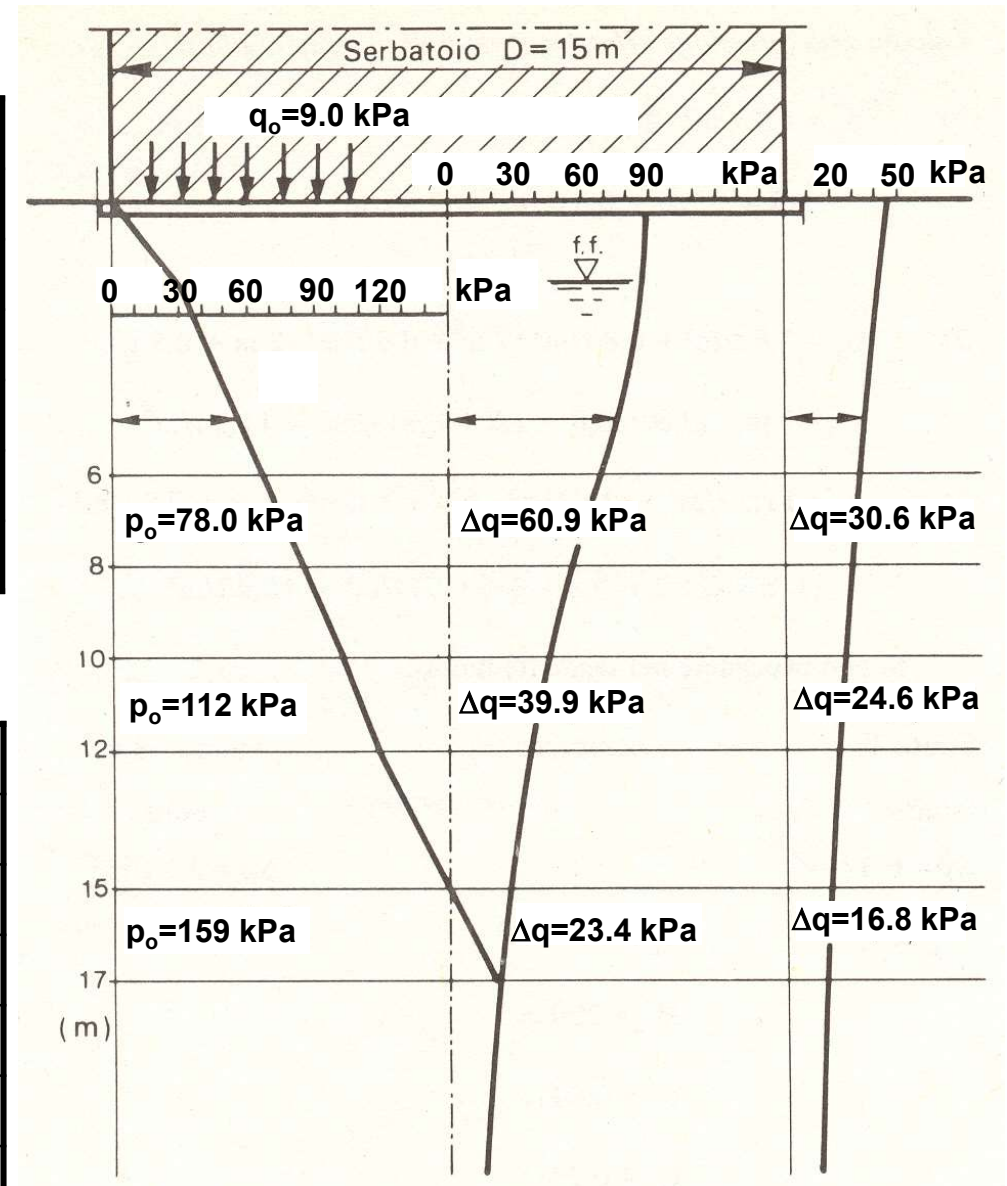 Serbatoio D = 15 m
qo=9.0 kPa
0 30 60 90 kPa 20 50 kPa
f.f.
0 30 60 90 120 kPa
6
po=78.0 kPa Δq=60.9 kPa Δq=30.6 kPa
8
10
po=112 kPa Δq=39.9 kPa Δq=24.6 kPa
12
15
po=159 kPa Δq=23.4 kPa Δq=16.8 kPa
17
(m)